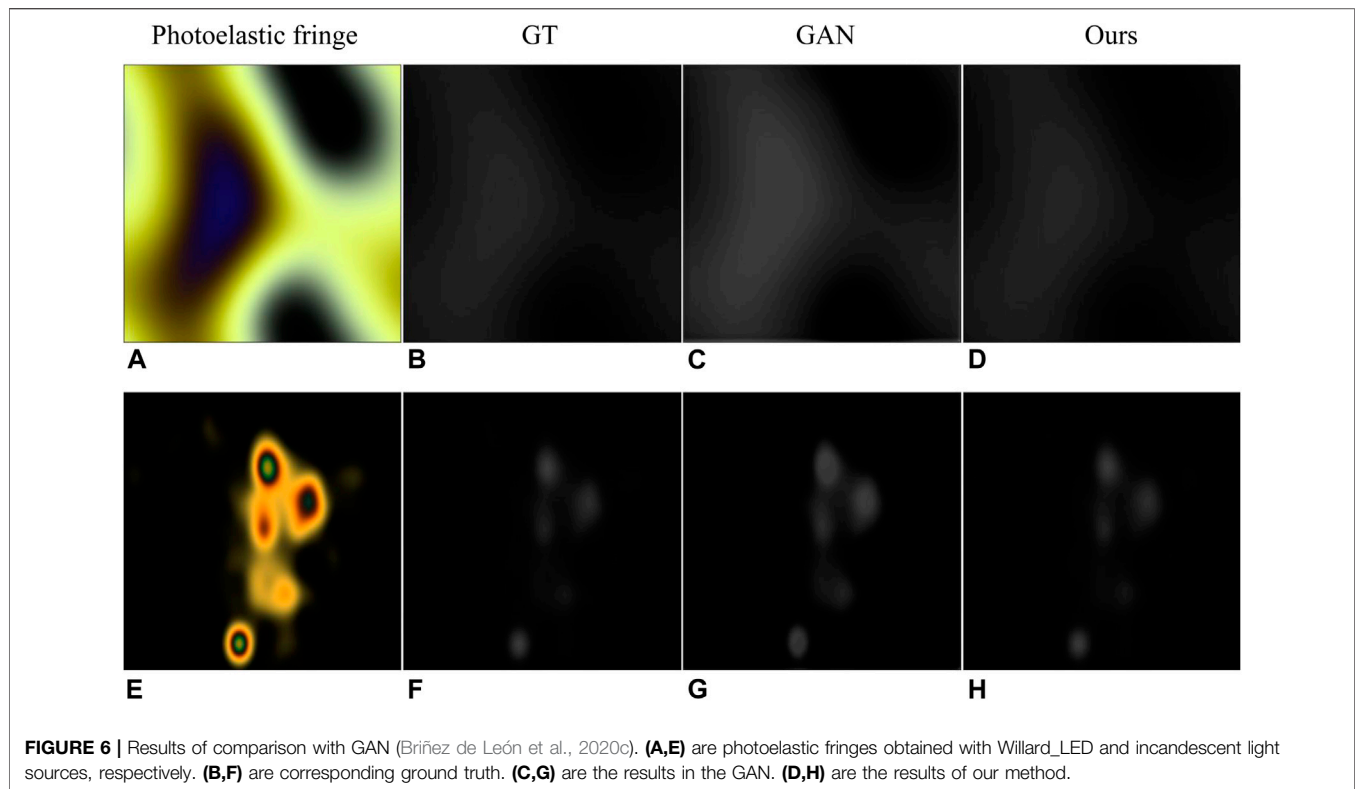 Photoelastic fringe GT GAN Ours
A B C D
E F G H
FIGURE 6 | Results of comparison with GAN (Briñez de León et al., 2020c). (A,E) are photoelastic fringes obtained with Willard_LED and incandescent light
sources, respectively. (B,F) are corresponding ground truth. (C,G) are the results in the GAN. (D,H) are the results of our method.